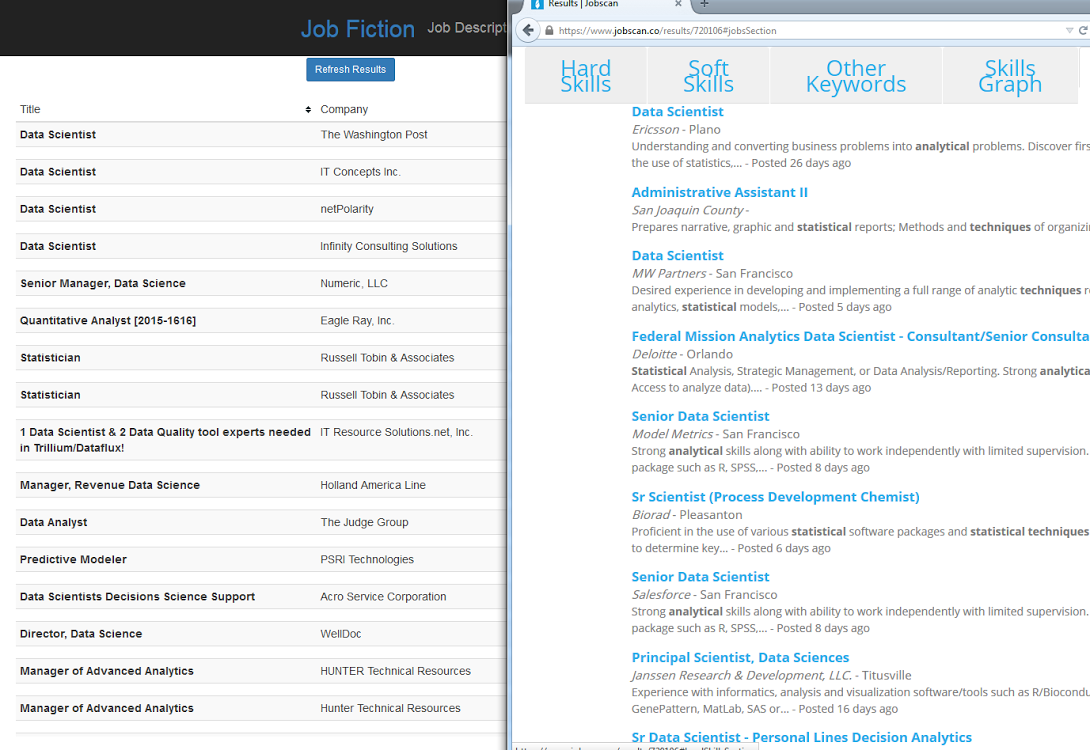 Job Fiction
Job Descript
Refresh Results
Title Company
Data Scientist The Washington Post
Data Scientist IT Concepts Inc.
Data Scientist netPolarity
Data Scientist Infinity Consulting Solutions
Senior Manager, Data Science Numeric, LLC
Quantitative Analyst [2015-1616] Eagle Ray, Inc.
Statistician Russell Tobin & Associates
Statistician Russell Tobin & Associates
1 Data Scientist & 2 Data Quality tool experts needed IT Resource Solutions.net, Inc.
in Trillium/Dataflux!
Manager, Revenue Data Science Holland America Line
Data Analyst The Judge Group
Predictive Modeler PSRI Technologies
Data Scientists Decisions Science Support Acro Service Corporation
Director, Data Science WellDoc
Manager of Advanced Analytics HUNTER Technical Resources
Manager of Advanced Analytics Hunter Technical Resources
Results | Jobscan
https://www.jobscan.co/results/720106#jobsSection
Hard Skills
Soft Skills
Other Keywords
Skills Graph
Data Scientist
Ericsson - Plano
Understanding and converting business problems into analytical problems. Discover firs
the use of statistics,... - Posted 26 days ago
Administrative Assistant II
San Joaquin County -
Prepares narrative, graphic and statistical reports; Methods and techniques of organizin
Data Scientist
MW Partners - San Francisco
Desired experience in developing and implementing a full range of analytic techniques r
analytics, statistical models,... - Posted 5 days ago
Federal Mission Analytics Data Scientist - Consultant/Senior Consulta
Deloitte - Orlando
Statistical Analysis, Strategic Management, or Data Analysis/Reporting. Strong analytica
Access to analyze data).... - Posted 13 days ago
Senior Data Scientist
Model Metrics - San Francisco
Strong analytical skills along with ability to work independently with limited supervision.
package such as R, SPSS,... - Posted 8 days ago
Sr Scientist (Process Development Chemist)
Biorad - Pleasanton
Proficient in the use of various statistical software packages and statistical techniques
to determine key... - Posted 6 days ago
Senior Data Scientist
Salesforce - San Francisco
Strong analytical skills along with ability to work independently with limited supervision.
package such as R, SPSS,... - Posted 8 days ago
Principal Scientist, Data Sciences
Janssen Research & Development, LLC. - Titusville
Experience with informatics, analysis and visualization software/tools such as R/Biocondu
GenePattern, MatLab, SAS or... - Posted 16 days ago
Sr Data Scientist - Personal Lines Decision Analytics